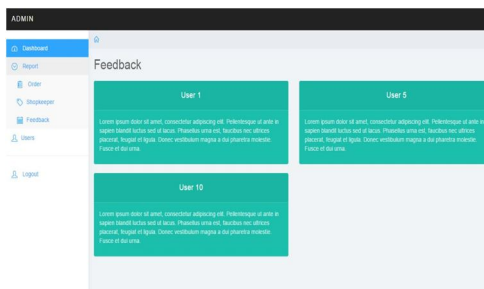 ADMIN
Dashboard
Report
Order
Shopkeeper
Feedback
Users
Logout
Feedback
User 1
Lorem ipsum dolor sit amet, consectetur adipiscing elit. Pellentesque ut ante in
sapien blandit luctus sed ut lacus. Phasellus urna est, faucibus nec ultrices
placerat, feugiat et ligula. Donec vestibulum magna a dui pharetra molestie.
Fusce et dui urna.
User 5
Lorem ipsum dolor sit amet, consectetur adipiscing elit. Pellentesque ut ante in
sapien blandit luctus sed ut lacus. Phasellus urna est, faucibus nec ultrices
placerat, feugiat et ligula. Donec vestibulum magna a dui pharetra molestie.
Fusce et dui urna.
User 10
Lorem ipsum dolor sit amet, consectetur adipiscing elit. Pellentesque ut ante in
sapien blandit luctus sed ut lacus. Phasellus urna est, faucibus nec ultrices
placerat, feugiat et ligula. Donec vestibulum magna a dui pharetra molestie.
Fusce et dui urna.